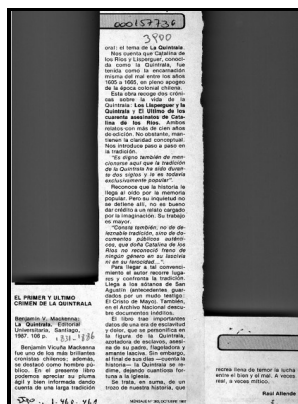 000157736
3900
EL PRIMER Y ULTIMO
CRIMEN DE LA QUINTRALA
Benjamín V. Mackenna:
La Quintrala, Editorial
Universitaria, Santiago,
1987. 106 p. 1831-1886
Benjamín Vicuña Mackenna
fue uno de los más brillantes
cronistas chilenos; además,
se destacó como hombre pú-
blico. En el presente libro
podemos apreciar su pluma
ágil y bien informada dando
cuenta de una larga tradición
oral: el tema de La Quintrala.
Nos cuenta que Catalina de
los Ríos y Lisperguer, conoci-
da como la Quintrala, fue
tenida como la encarnación
misma del mal entre los años
1605 a 1665, en pleno apogeo
de la época colonial chilena.
Esta obra recoge dos cróni-
cas sobre la vida de la
Quintrala: Los Lisperguer y la
Quintrala y El Ultimo de los
cuarenta asesinatos de Cata-
lina de los Ríos. Ambos
relatos con más de cien años
de edición. No obstante, man-
tienen la claridad conceptual.
Nos introduce paso a paso en
la tradición.
"Es digno también de men-
cionarse aquí que la tradición
de la Quintrala ha sido duran-
te dos siglos y la es todavía
exclusivamente popular".
Reconoce que la historia le
llega al oído por la memoria
popular. Pero su inquietud no
se detiene allí, no es bueno
dar crédito a un relato cargado
por la imaginación. Su trabajo
es mayor.
"Consta también, no de de-
leznable tradición, sino de do-
cumentos públicos auténti-
cos, que doña Catalina de los
Ríos no reconoció freno de
ningún género en su lascivia
ni en su ferocidad...".
Para llegar a tal convenci-
miento el autor recorre luga-
res y confronta la tradición.
Llega a los sótanos de San
Agustín (antecedentes guar-
dados por un mudo testigo:
El Cristo de Mayo). También,
en el Archivo Nacional descu-
bre documentos inéditos.
El libro trae importantes
datos de una era de esclavitud
y dolor, que se personifica en
la figura de la Quintrala,
azotadora de esclavos, asesi-
na de su padre, flageladora y
amante lasciva. Sin embargo,
al final de sus días —cuenta la
historia— la Quintrala se re-
dime, dejando cuantiosas for-
tunas a la Iglesia.
Se trata, en suma, de un
trozo de nuestra historia, que
recrea llena de temor la lucha
entre el bien y el mal. A veces
real, a veces mítico.
Raúl Allende